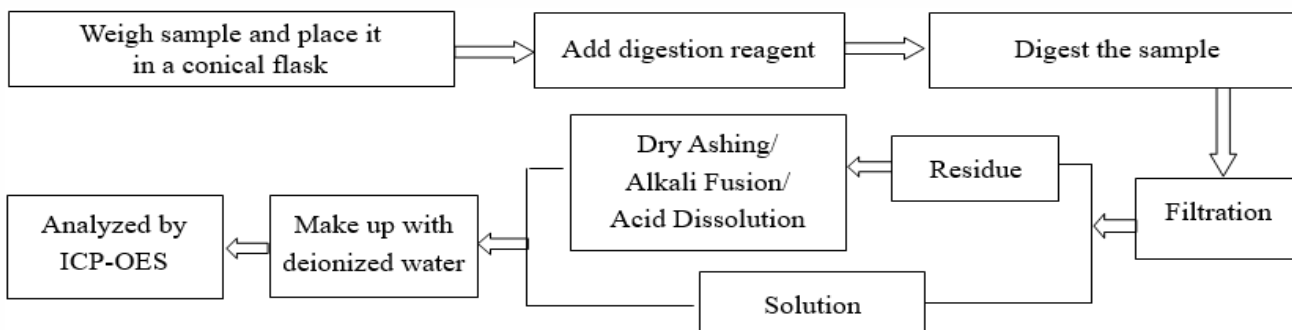 Weigh sample and place it
in a conical flask
Add digestion reagent
Digest the sample
Filtration
Residue
Dry Ashing/
Alkali Fusion/
Acid Dissolution
Solution
Make up with
deionized water
Analyzed by
ICP-OES